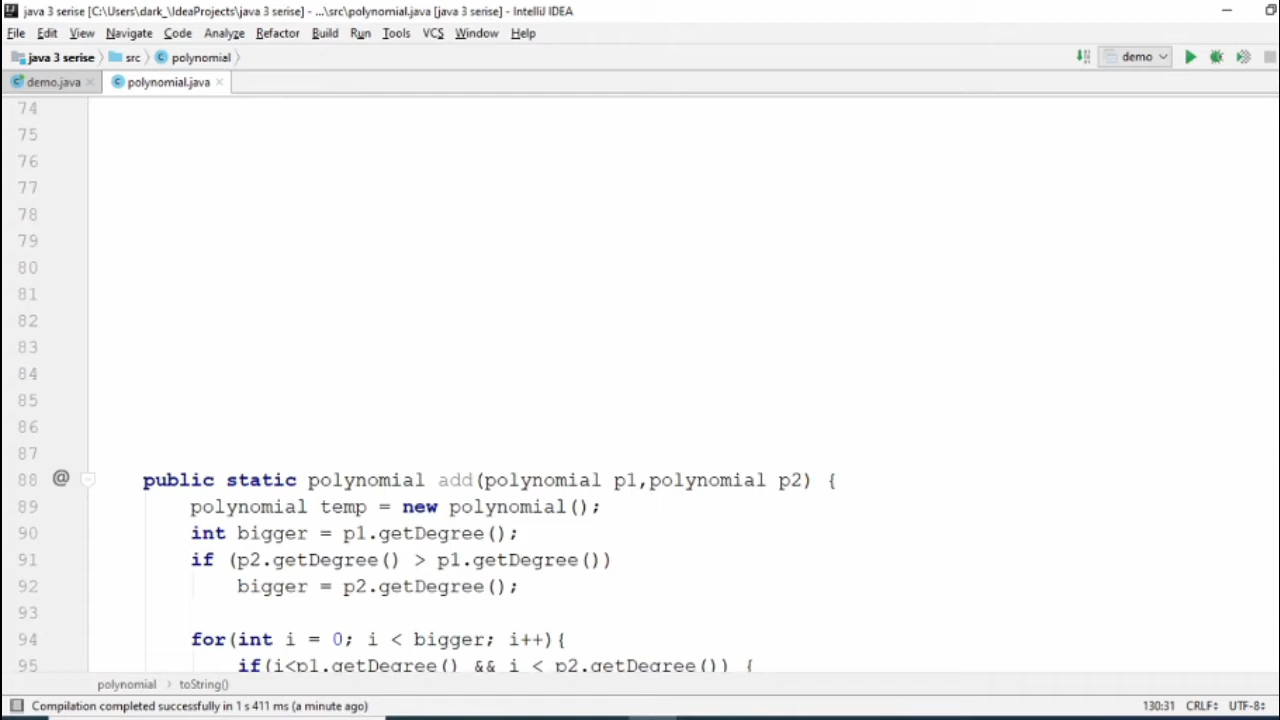 java 3 serise [C:\Users\dark_\IdeaProjects\java 3 serise] - ...\src\polynomial.java [java 3 serise] - IntelliJ IDEA
File Edit View Navigate Code Analyze Refactor Build Run Tools VCS Window Help
java 3 serise src polynomial demo
demo.java polynomial.java
74
75
76
77
78
79
80
81
82
83
84
85
86
87
88 @ public static polynomial add(polynomial p1,polynomial p2) {
89 polynomial temp = new polynomial();
90 int bigger = p1.getDegree();
91 if (p2.getDegree() > p1.getDegree())
92 bigger = p2.getDegree();
93
94 for(int i = 0; i < bigger; i++){
95 if(i<p1.getDegree() && i < p2.getDegree()) {
polynomial > toString()
Compilation completed successfully in 1 s 411 ms (a minute ago) 130:31 CRLF UTF-8